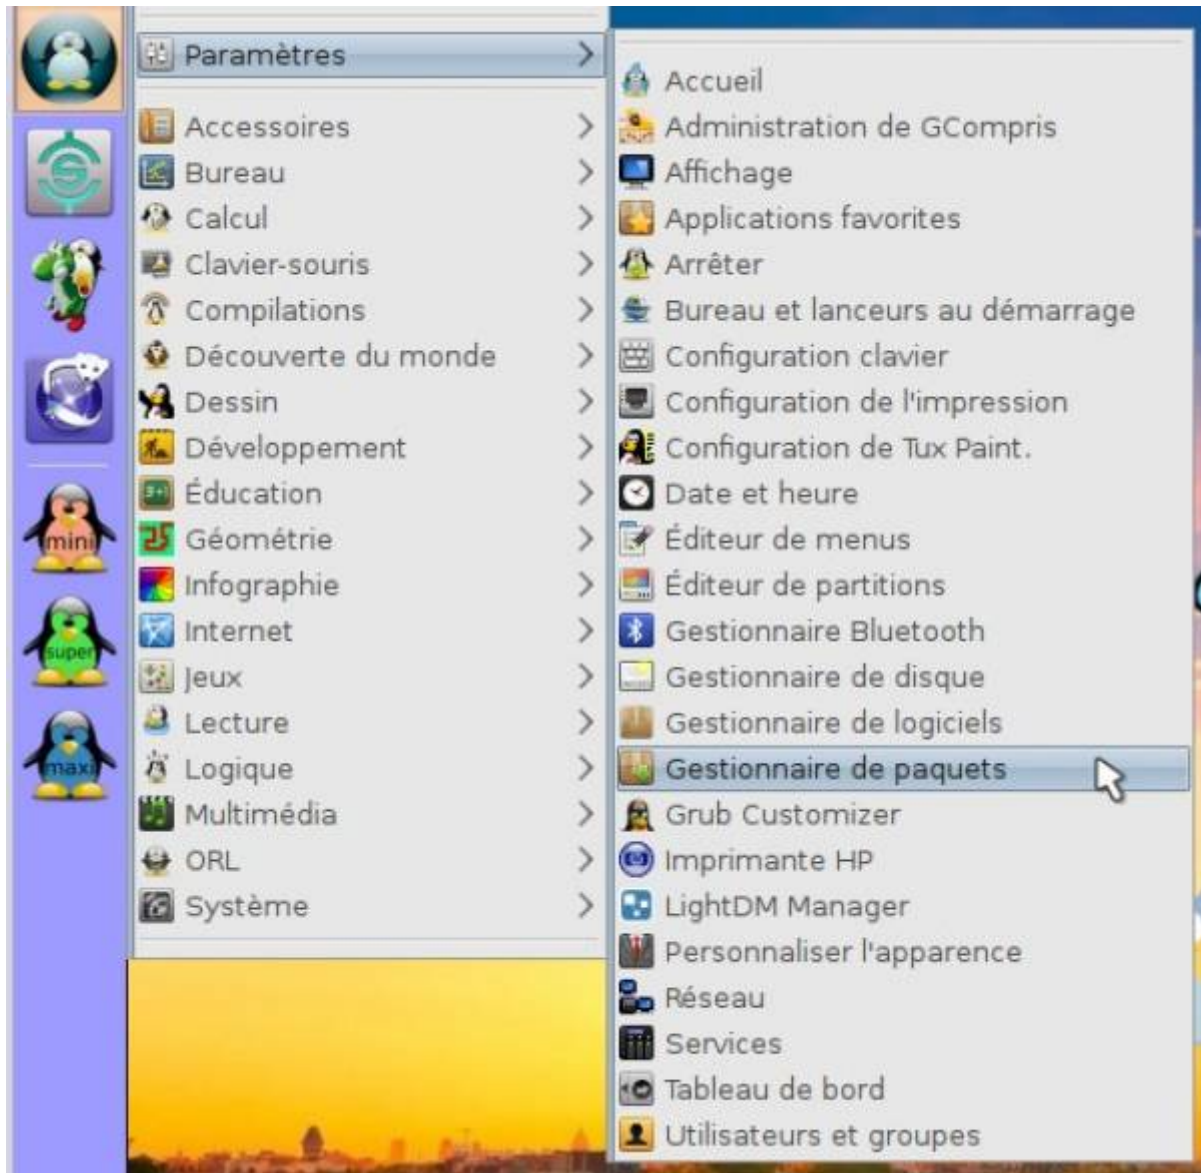 Paramètres
Accessoires
Bureau
Calcul
Clavier-souris
Compilations
Découverte du monde
Dessin
Développement
Éducation
Géométrie
Infographie
Internet
Jeux
Lecture
Logique
Multimédia
ORL
Système
Accueil
Administration de GCompris
Affichage
Applications favorites
Arrêter
Bureau et lanceurs au démarrage
Configuration clavier
Configuration de l'impression
Configuration de Tux Paint.
Date et heure
Éditeur de menus
Éditeur de partitions
Gestionnaire Bluetooth
Gestionnaire de disque
Gestionnaire de logiciels
Gestionnaire de paquets
Grub Customizer
Imprimante HP
LightDM Manager
Personnaliser l'apparence
Réseau
Services
Tableau de bord
Utilisateurs et groupes
S
mini
super
maxi